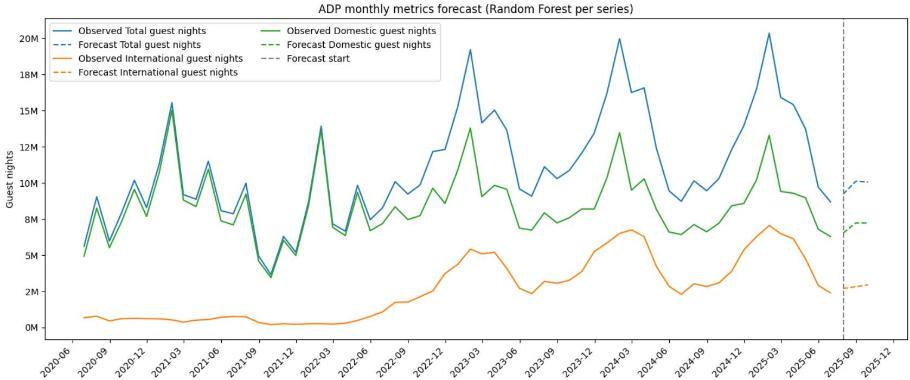 ADP monthly metrics forecast (Random Forest per series)
Observed Total guest nights
Forecast Total guest nights
Observed International guest nights
Forecast International guest nights
Observed Domestic guest nights
Forecast Domestic guest nights
Forecast start
Guest nights
20M
18M
15M
12M
10M
8M
5M
2M
0M
2020-06
2020-09
2020-12
2021-03
2021-06
2021-09
2021-12
2022-03
2022-06
2022-09
2022-12
2023-03
2023-06
2023-09
2023-12
2024-03
2024-06
2024-09
2024-12
2025-03
2025-06
2025-09
2025-12